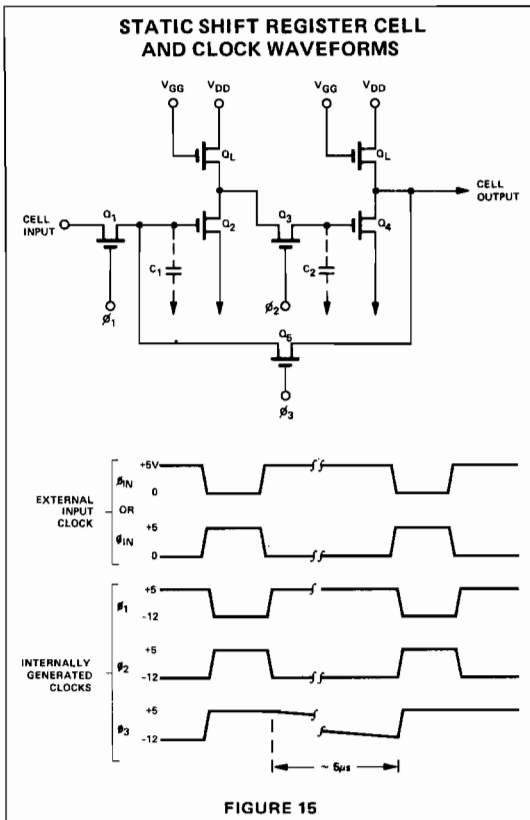 STATIC SHIFT REGISTER CELL
AND CLOCK WAVEFORMS
VGG VDD VGG VDD
QL QL
CELL
OUTPUT
CELL
INPUT
Q1 Q2 Q3 Q4
C1 C2
ø1 ø2
Q5
ø3
+5V
øIN
0
EXTERNAL
INPUT
CLOCK
OR
+5
øIN
0
+5
ø1
-12
INTERNALLY
GENERATED
CLOCKS
+5
ø2
-12
+5
ø3
-12
~ 5µs
FIGURE 15